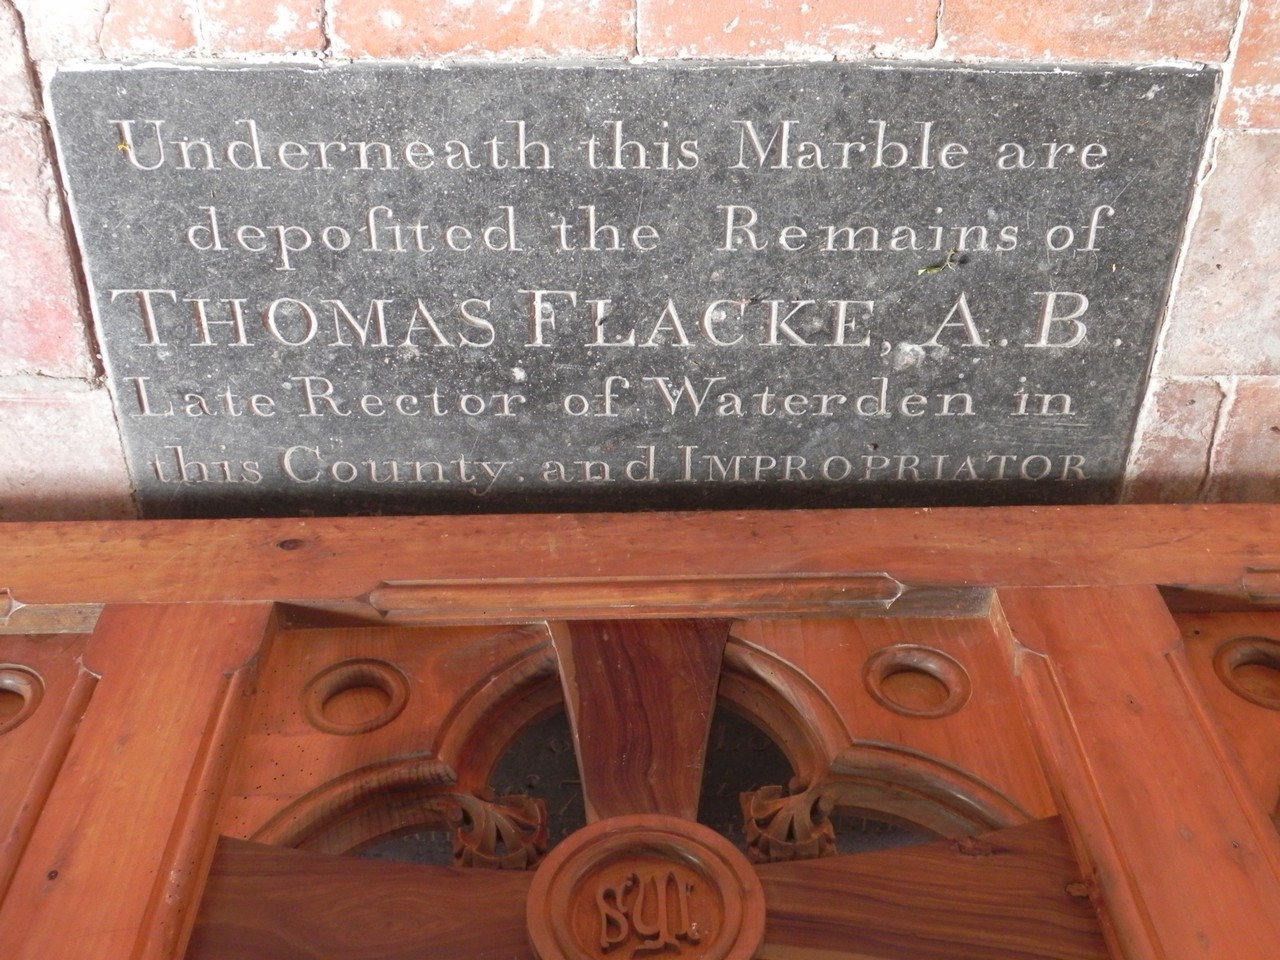 Underneath this Marble are
depoſited the Remains of
THOMAS FLACKE, A.B.
Late Rector of Waterden in
this County. and IMPROPRIATOR